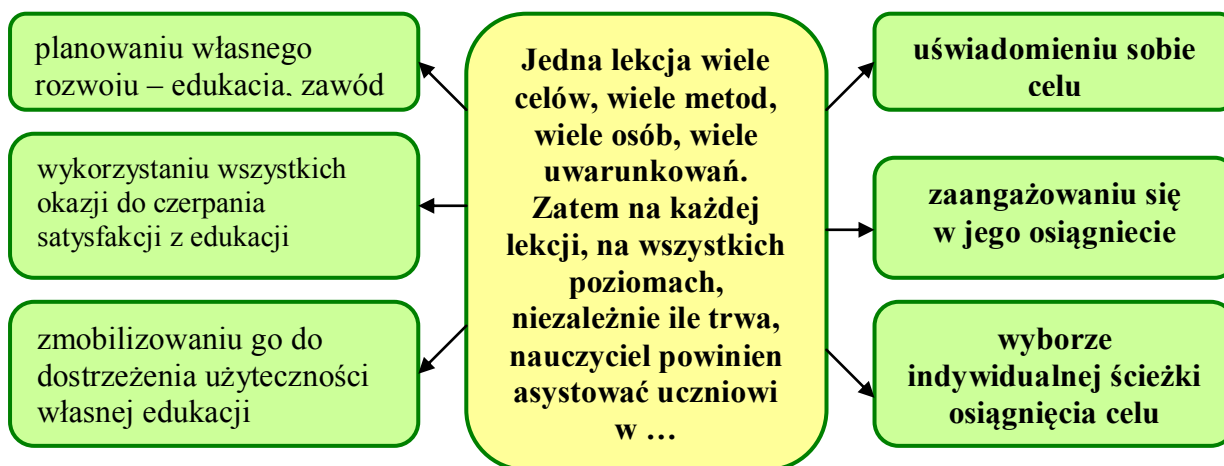 planowaniu własnego
rozwoju – edukacja, zawód
wykorzystaniu wszystkich
okazji do czerpania
satysfakcji z edukacji
zmobilizowaniu go do
dostrzeżenia użyteczności
własnej edukacji
Jedna lekcja wiele
celów, wiele metod,
wiele osób, wiele
uwarunkowań.
Zatem na każdej
lekcji, na wszystkich
poziomach,
niezależnie ile trwa,
nauczyciel powinien
asystować uczniowi
w …
uświadomieniu sobie
celu
zaangażowaniu się
w jego osiągniecie
wyborze
indywidualnej ścieżki
osiągnięcia celu